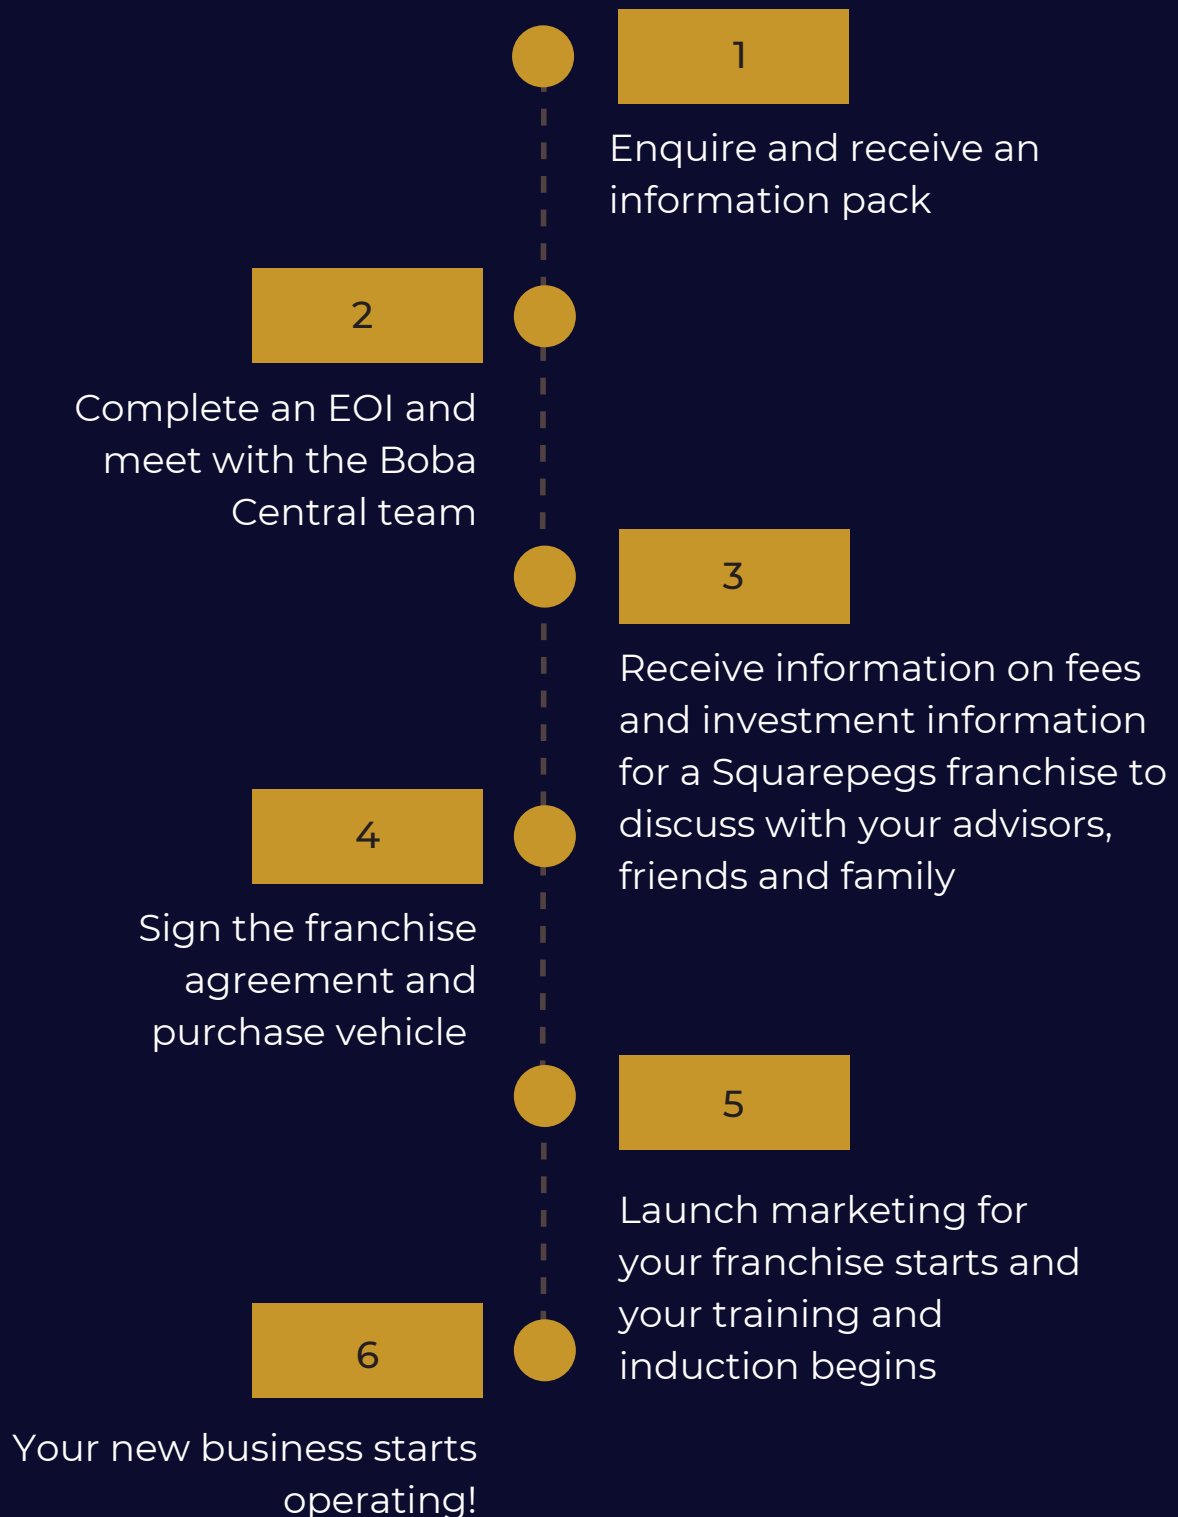 1
Enquire and receive an
information pack
2
Complete an EOI and
meet with the Boba
Central team
3
Receive information on fees
and investment information
for a Squarepegs franchise to
discuss with your advisors,
friends and family
4
Sign the franchise
agreement and
purchase vehicle
5
Launch marketing for
your franchise starts and
your training and
induction begins
6
Your new business starts
operating!